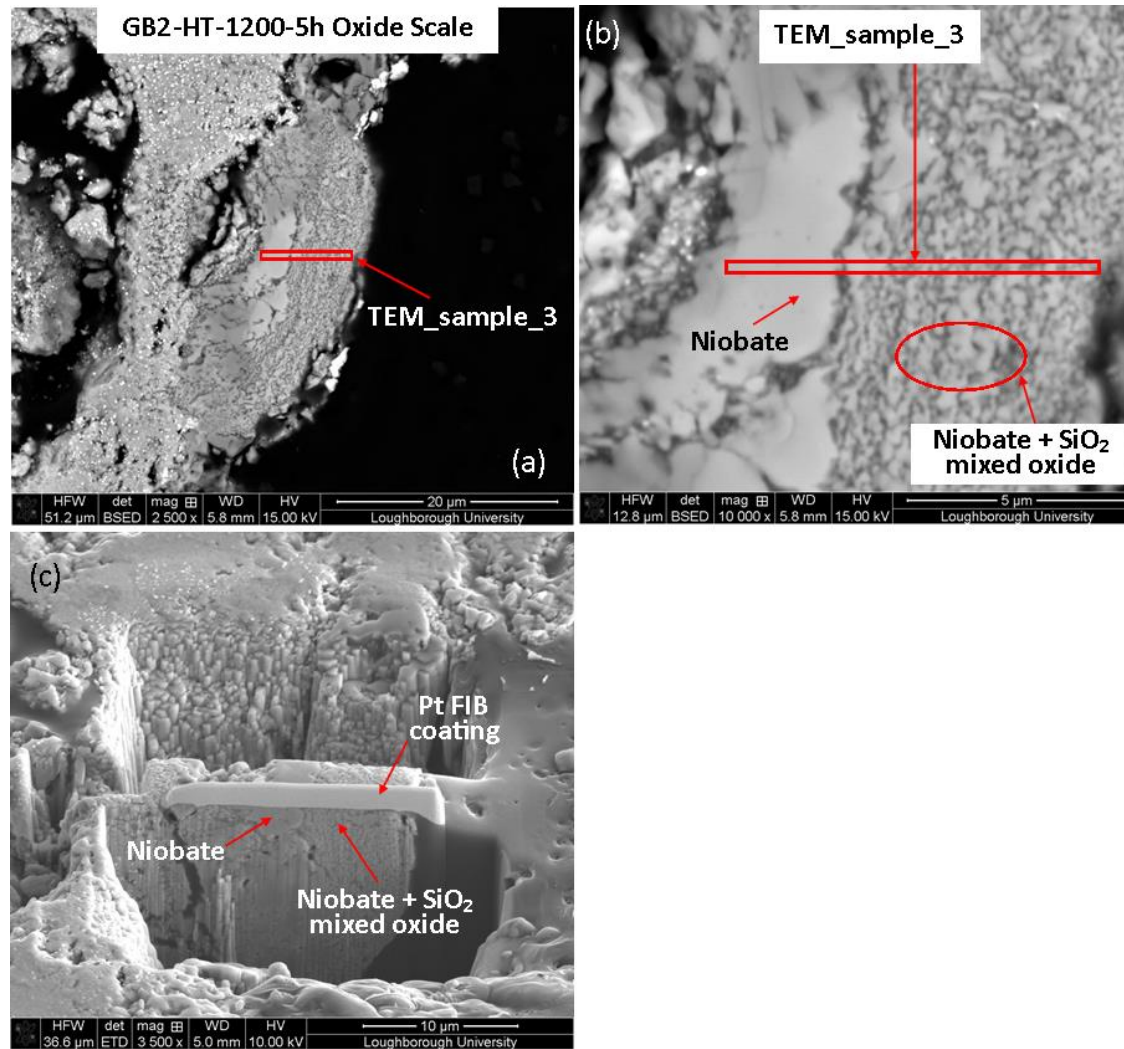 GB2-HT-1200-5h Oxide Scale
TEM_sample_3
(a)
HFW det mag WD HV 20 µm
51.2 µm BSED 2 500 x 5.8 mm 15.00 kV Loughborough University
(b)
TEM_sample_3
Niobate
Niobate + SiO₂
mixed oxide
HFW det mag WD HV 5 µm
12.8 µm BSED 10 000 x 5.8 mm 15.00 kV Loughborough University
(c)
Pt FIB
coating
Niobate
Niobate + SiO₂
mixed oxide
HFW det mag WD HV 10 µm
36.6 µm ETD 3 500 x 5.0 mm 10.00 kV Loughborough University